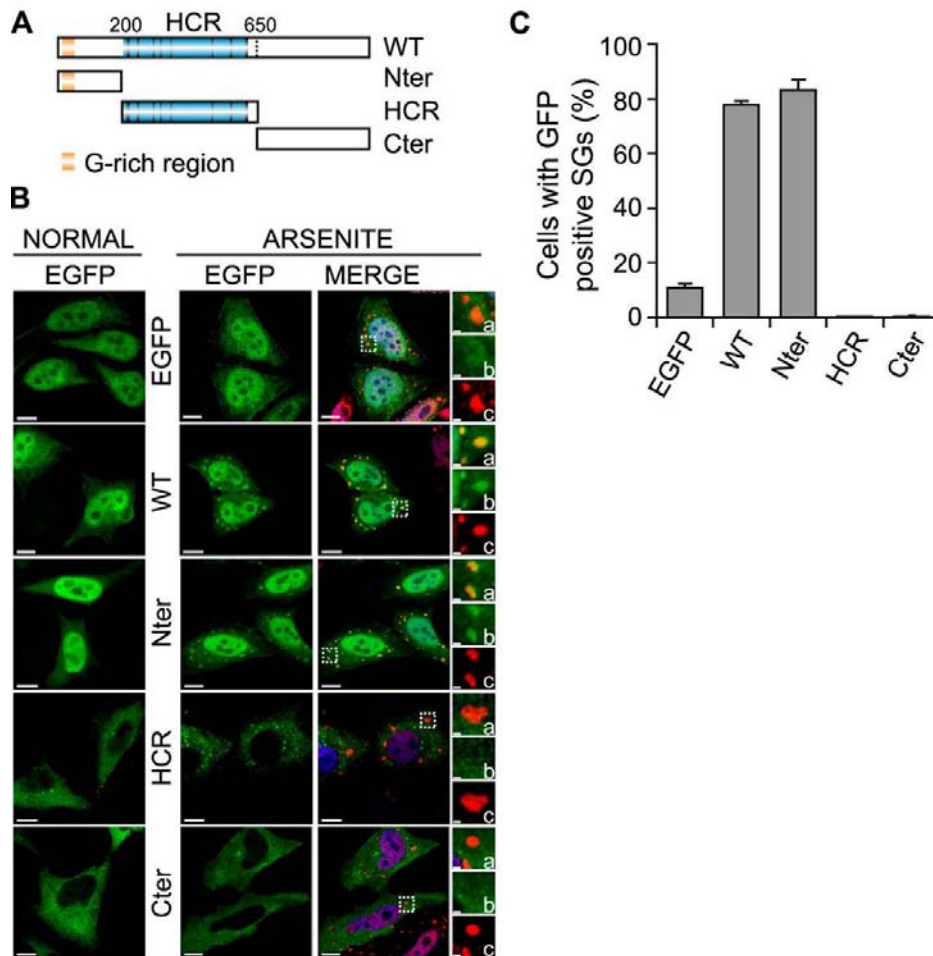 A
200 HCR 650
WT
Nter
HCR
Cter
G-rich region
B
NORMAL ARSENITE
EGFP EGFP MERGE
EGFP
a
b
c
WT
a
b
c
Nter
a
b
c
HCR
a
b
c
Cter
a
b
c
C
Cells with GFP
positive SGs (%)
100
80
60
40
20
0
EGFP WT Nter HCR Cter